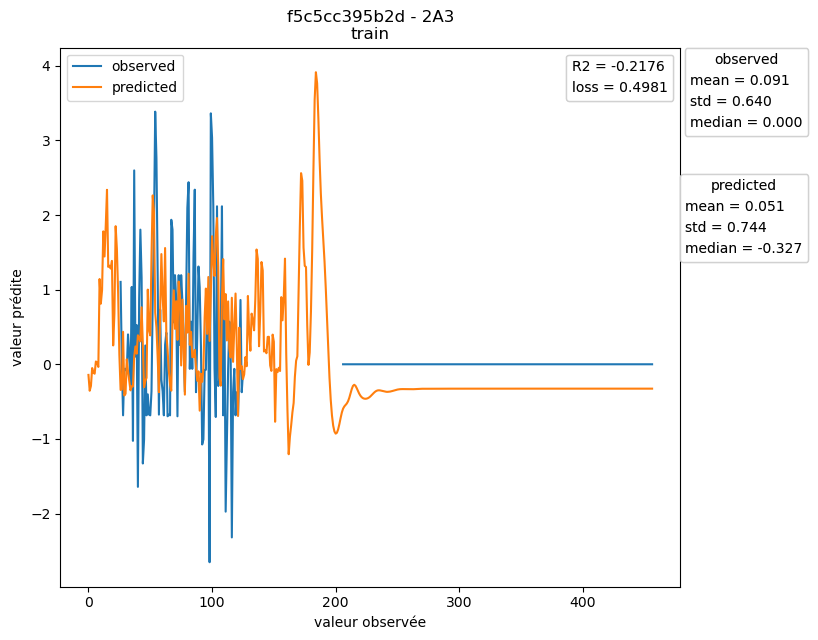 f5c5cc395b2d - 2A3
train
observed
predicted
R2 = -0.2176
loss = 0.4981
observed
mean = 0.091
std = 0.640
median = 0.000
predicted
mean = 0.051
std = 0.744
median = -0.327
valeur prédite
4
3
2
1
0
−1
−2
0
100
200
300
400
valeur observée